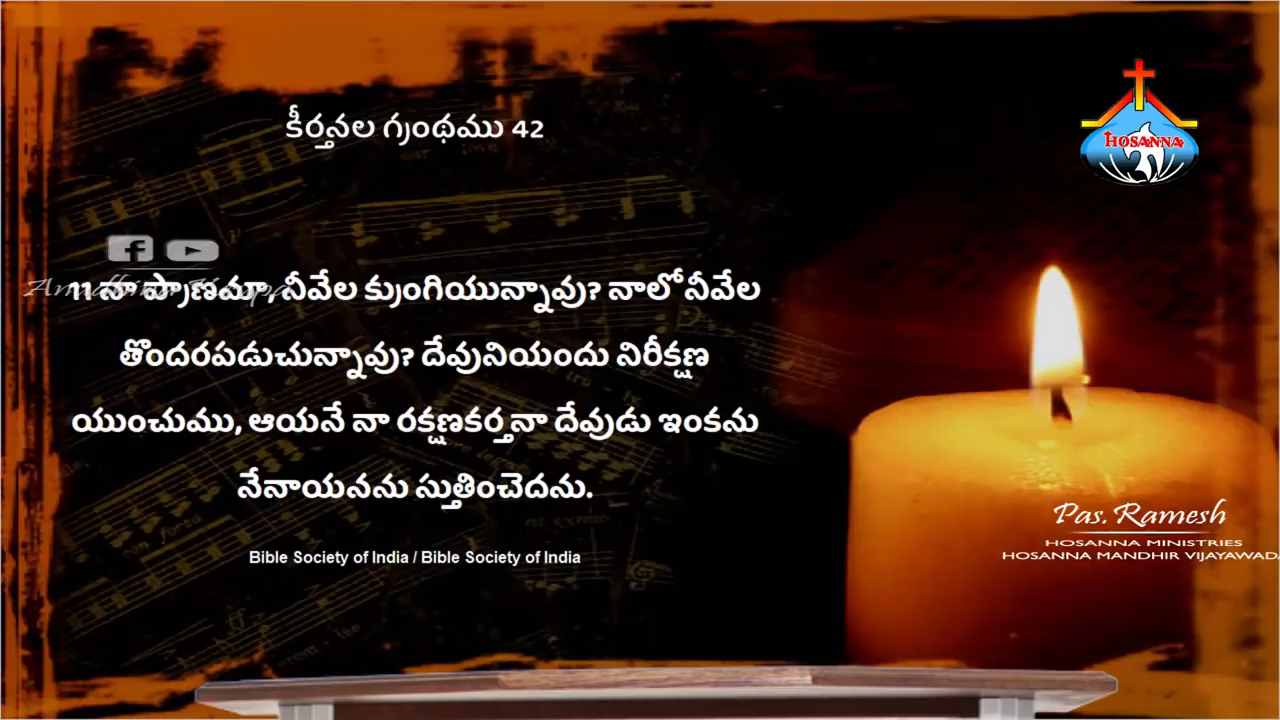 కీర్తనల గ్రంథము 42
HOSANNA
11 నా ప్రాణమా, నీవేల క్రుంగియున్నావు? నాలో నీవేల
తొందరపడుచున్నావు? దేవునియందు నిరీక్షణ
యుంచుము, ఆయనే నా రక్షణకర్తనా దేవుడు ఇంకను
నేనాయనను స్తుతించెదను.
Bible Society of India / Bible Society of India
Pas. Ramesh
HOSANNA MINISTRIES
HOSANNA MANDHIR VIJAYAWADA